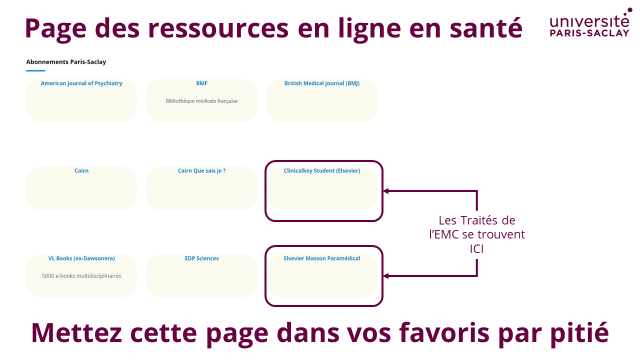 Page des ressources en ligne en santé
université
PARIS-SACLAY
Abonnements Paris-Saclay
American Journal of Psychiatry
BMF
British Medical Journal (BMJ)
Bibliothèque médicale française
Cairn
Cairn Que sais je ?
Clinicalkey Student (Elsevier)
Les Traités de
l'EMC se trouvent
ICI
VL Books (ex-Dawsonera)
EDP Sciences
Elsevier Masson Paramédical
5000 e-books multidisciplinaires
Mettez cette page dans vos favoris par pitié